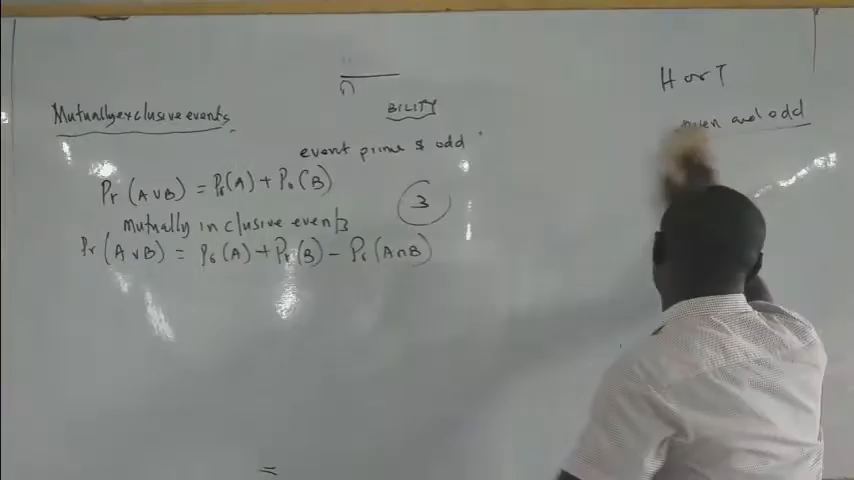 Mutually exclusive events
BILITY
event prime & odd
Pr (A∪B) = Pr(A) + Pr(B)
3
Mutually inclusive events
Pr (A∪B) = Pr(A) + Pr(B) - Pr(A∩B)
=
H or T
even and odd